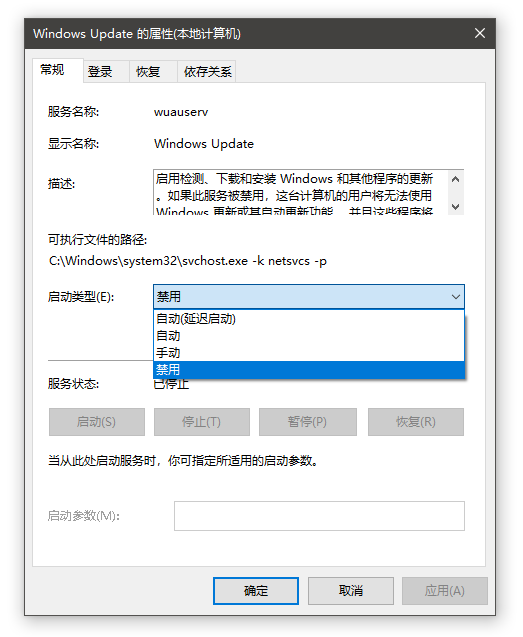 Windows Update 的属性(本地计算机)
常规 登录 恢复 依存关系
服务名称: wuauserv
显示名称: Windows Update
描述: 启用检测、下载和安装 Windows 和其他程序的更新
。如果此服务被禁用，这台计算机的用户将无法使用
Windows 更新或其自动更新功能，并且这些程序将
可执行文件的路径:
C:\Windows\system32\svchost.exe -k netsvcs -p
启动类型(E): 禁用
自动(延迟启动)
自动
手动
禁用
服务状态: 已停止
启动(S) 停止(T) 暂停(P) 恢复(R)
当从此处启动服务时，你可指定所适用的启动参数。
启动参数(M):
确定 取消 应用(A)